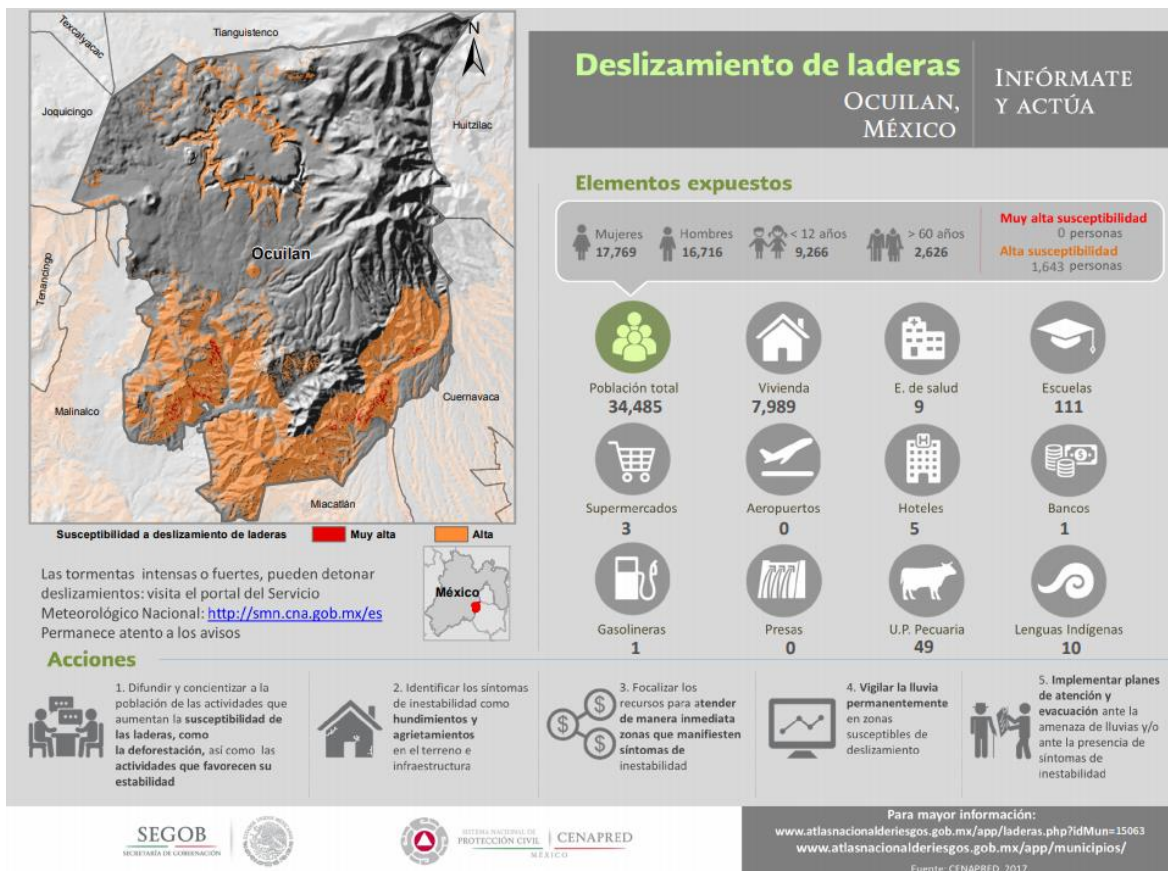 Texcalyacac
Tianguistenco
N
Joquicingo
Huitzilac
Ocuilan
Tenancingo
Malinalco
Cuernavaca
Miacatlán
Susceptibilidad a deslizamiento de laderas
Muy alta
Alta
Las tormentas intensas o fuertes, pueden detonar
deslizamientos: visita el portal del Servicio
Meteorológico Nacional: http://smn.cna.gob.mx/es
Permanece atento a los avisos
México
Deslizamiento de laderas
OCUILAN,
MÉXICO
INFÓRMATE
Y ACTÚA
Elementos expuestos
Mujeres
17,769
Hombres
16,716
< 12 años
9,266
> 60 años
2,626
Muy alta susceptibilidad
0 personas
Alta susceptibilidad
1,643 personas
Población total
34,485
Vivienda
7,989
E. de salud
9
Escuelas
111
Supermercados
3
Aeropuertos
0
H
Hoteles
5
$
Bancos
1
Gasolineras
1
Presas
0
U.P. Pecuaria
49
Lenguas Indígenas
10
Acciones
1. Difundir y concientizar a la
población de las actividades que
aumentan la susceptibilidad de
las laderas, como
la deforestación, así como las
actividades que favorecen su
estabilidad
2. Identificar los síntomas
de inestabilidad como
hundimientos y
agrietamientos
en el terreno e
infraestructura
$
$
$
3. Focalizar los
recursos para atender
de manera inmediata
zonas que manifiesten
síntomas de
inestabilidad
4. Vigilar la lluvia
permanentemente
en zonas
susceptibles de
deslizamiento
5. Implementar planes
de atención y
evacuación ante la
amenaza de lluvias y/o
ante la presencia de
síntomas de
inestabilidad
SEGOB
SECRETARÍA DE GOBERNACIÓN
SISTEMA NACIONAL DE
PROTECCIÓN CIVIL
CENAPRED
MÉXICO
Para mayor información:
www.atlasnacionalderiesgos.gob.mx/app/laderas.php?idMun=15063
www.atlasnacionalderiesgos.gob.mx/app/municipios/
Fuente: CENAPRED, 2017